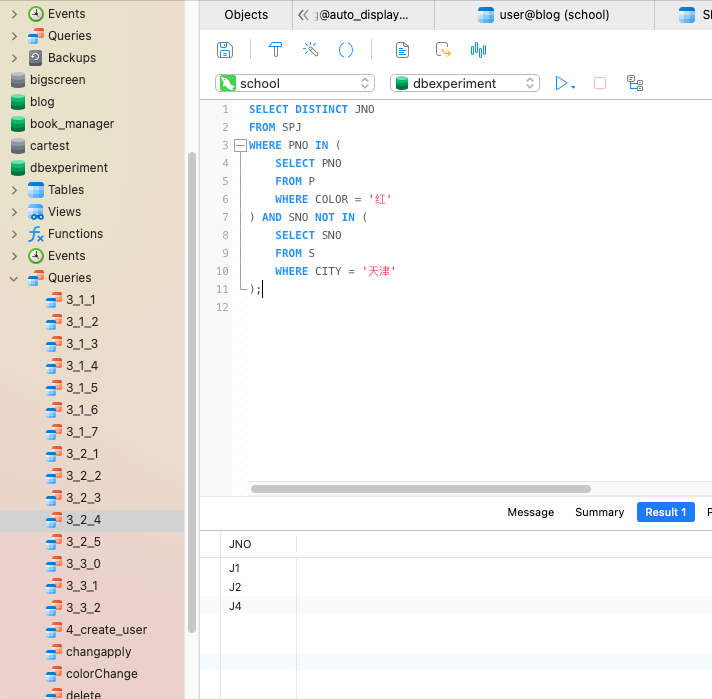 Events
Queries
Backups
bigscreen
blog
book_manager
cartest
dbexperiment
Tables
Views
Functions
Events
Queries
3_1_1
3_1_2
3_1_3
3_1_4
3_1_5
3_1_6
3_1_7
3_2_1
3_2_2
3_2_3
3_2_4
3_2_5
3_3_0
3_3_1
3_3_2
4_create_user
changapply
colorChange
delete
Objects
@auto_display...
user@blog (school)
school
dbexperiment
1 SELECT DISTINCT JNO
2 FROM SPJ
3 WHERE PNO IN (
4 SELECT PNO
5 FROM P
6 WHERE COLOR = '红'
7 ) AND SNO NOT IN (
8 SELECT SNO
9 FROM S
10 WHERE CITY = '天津'
11 );
12
Message Summary Result 1
JNO
J1
J2
J4